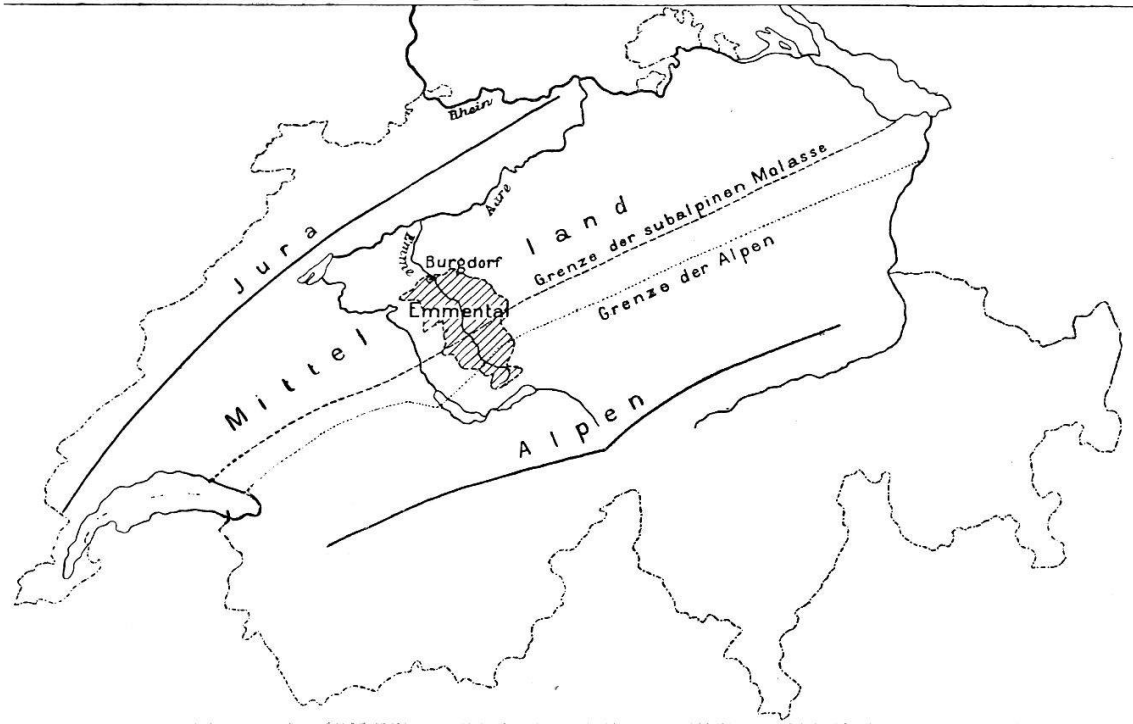 Rhein
Jura
Aare
Emme
Burgdorf
Emmental
Mittel
land
Grenze der subalpinen Molasse
Grenze der Alpen
Alpen